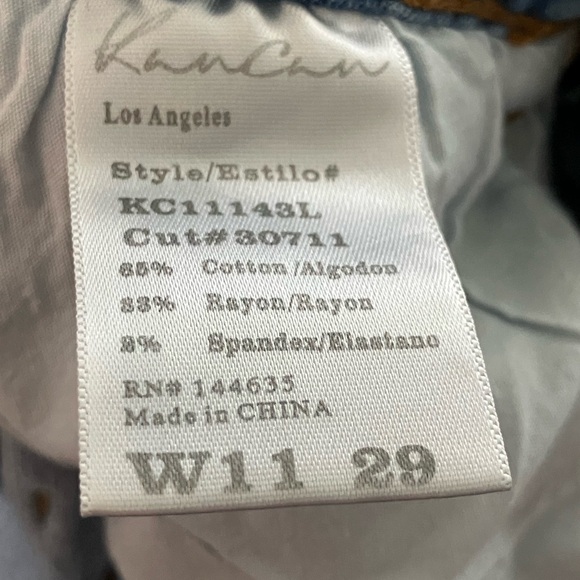 KanCan
Los Angeles
Style/Estilo#
KC11143L
Cut#30711
65% Cotton/Algodon
33% Rayon/Rayon
2% Spandex/Elastano
RN# 144635
Made in CHINA
W11 29